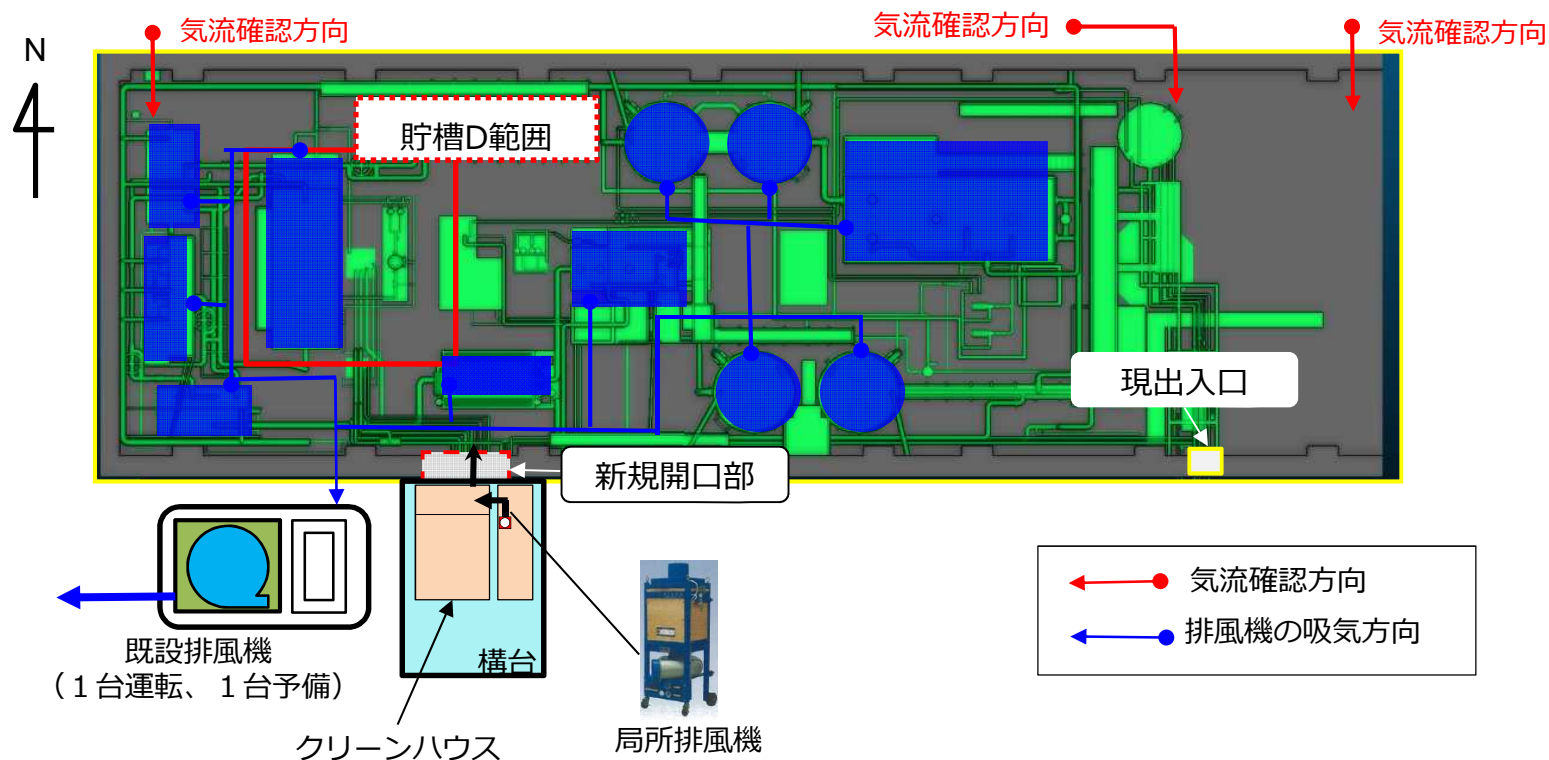 気流確認方向
気流確認方向
気流確認方向
N
貯槽D範囲
現出入口
新規開口部
気流確認方向
排風機の吸気方向
既設排風機
（１台運転、１台予備）
構台
クリーンハウス
局所排風機